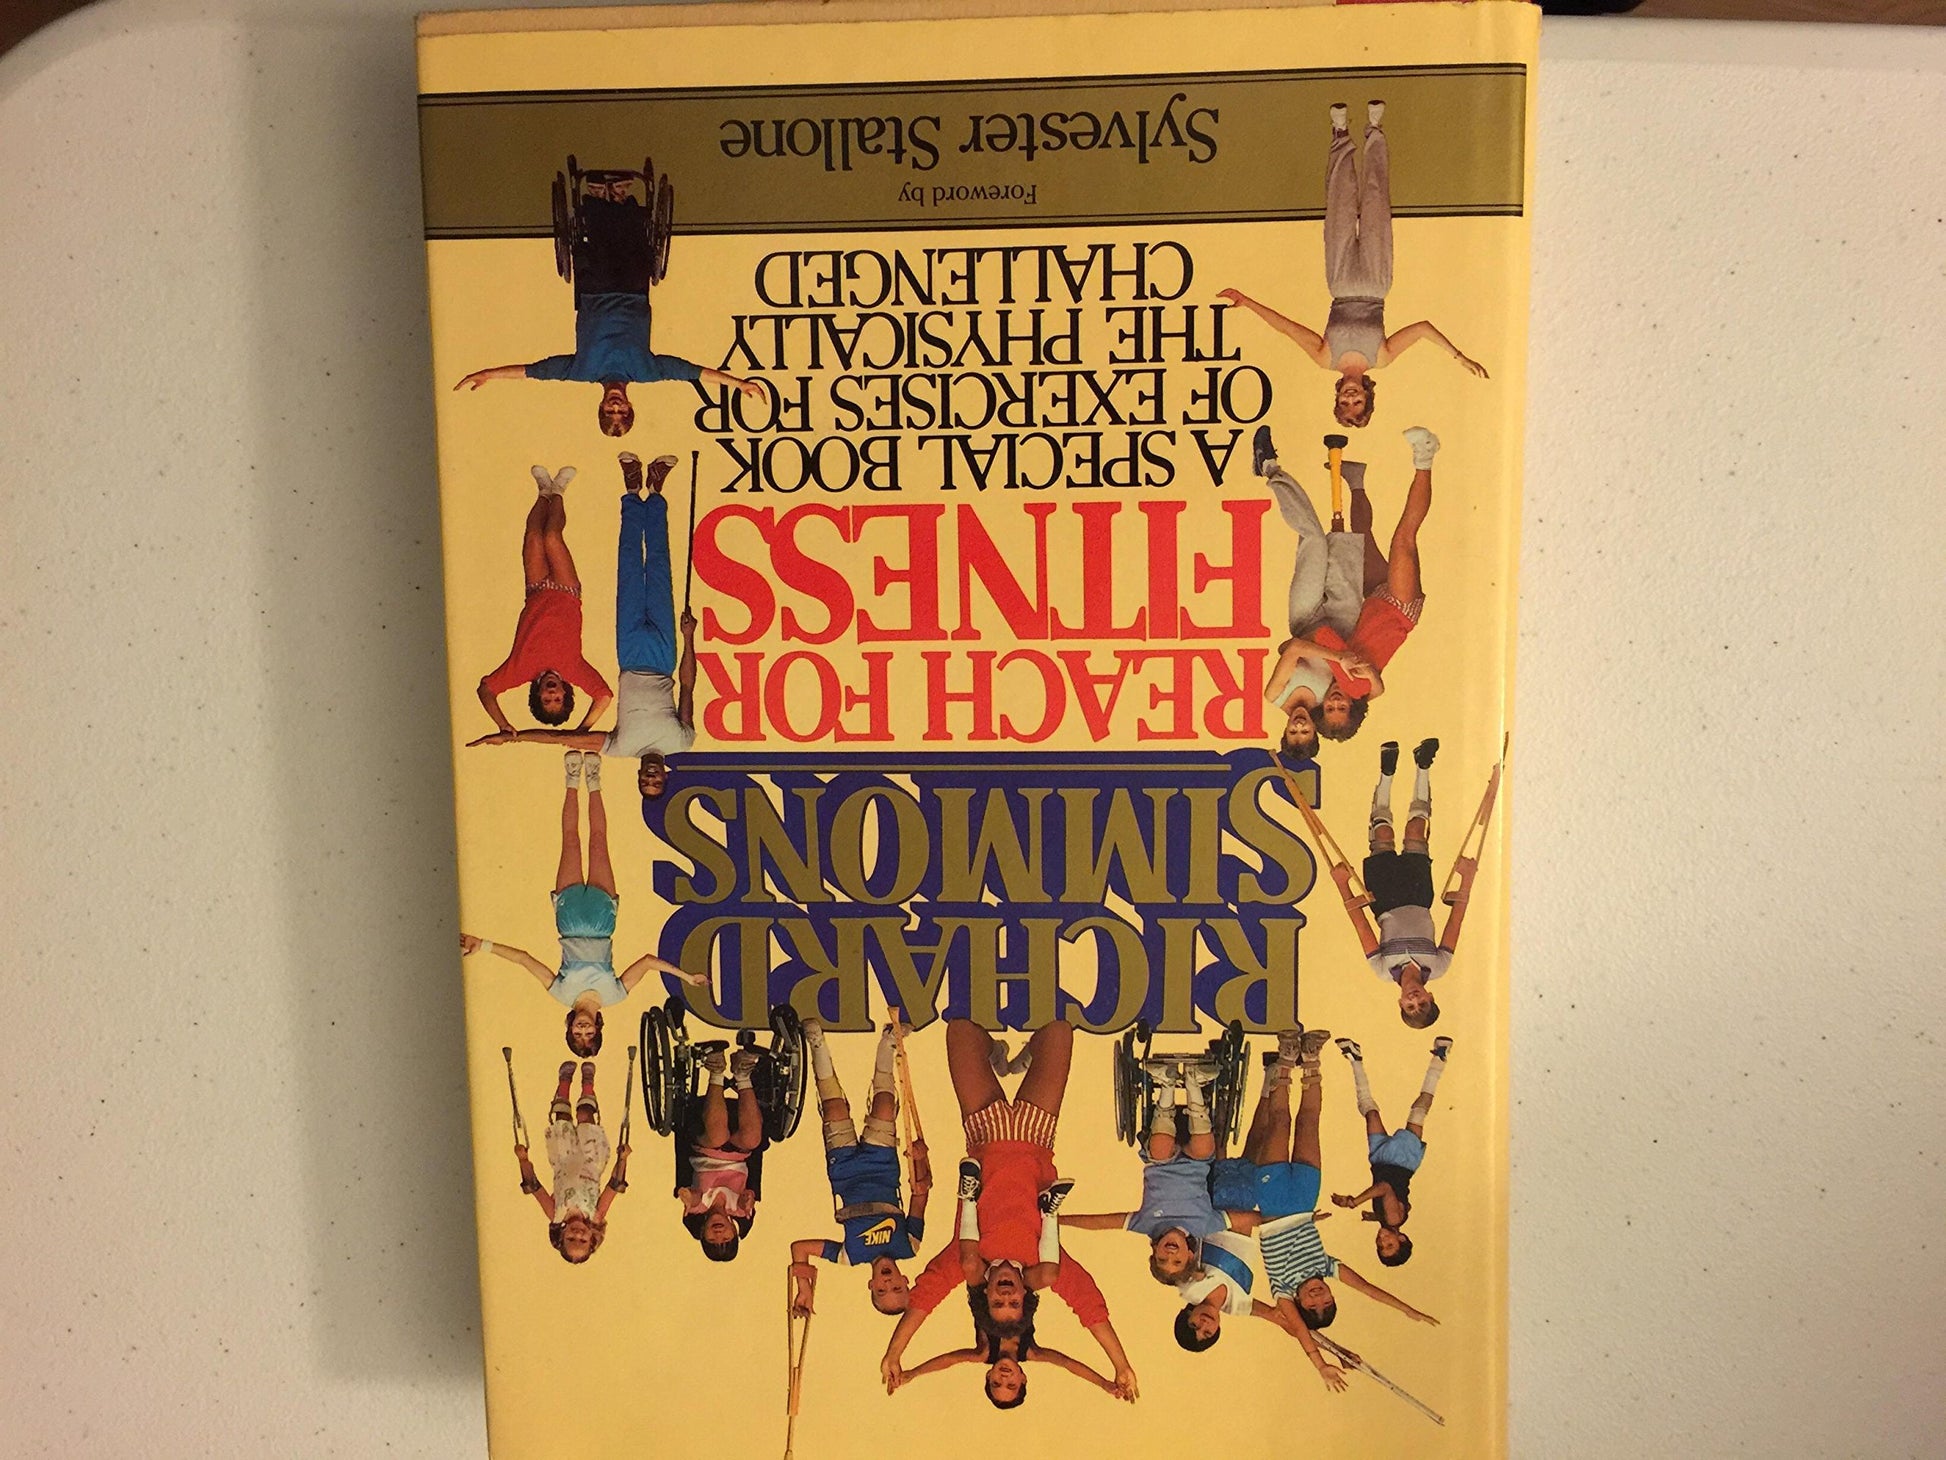 RICHARD
SIMMONS
REACH FOR
FITNESS
A SPECIAL BOOK
OF EXERCISES FOR
THE PHYSICALLY
CHALLENGED
Foreword by
Sylvester Stallone
NIKE